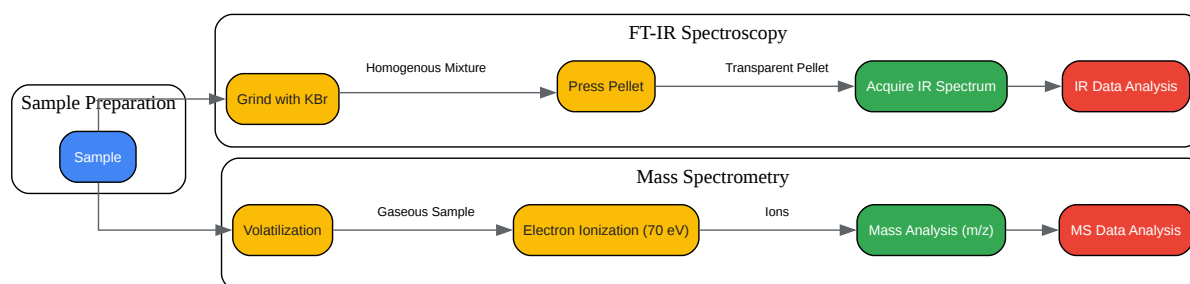 FT-IR Spectroscopy
Homogenous Mixture
Transparent Pellet
Grind with KBr
Press Pellet
Acquire IR Spectrum
IR Data Analysis
Sample Preparation
Sample
Mass Spectrometry
Gaseous Sample
Ions
Volatilization
Electron Ionization (70 eV)
Mass Analysis (m/z)
MS Data Analysis